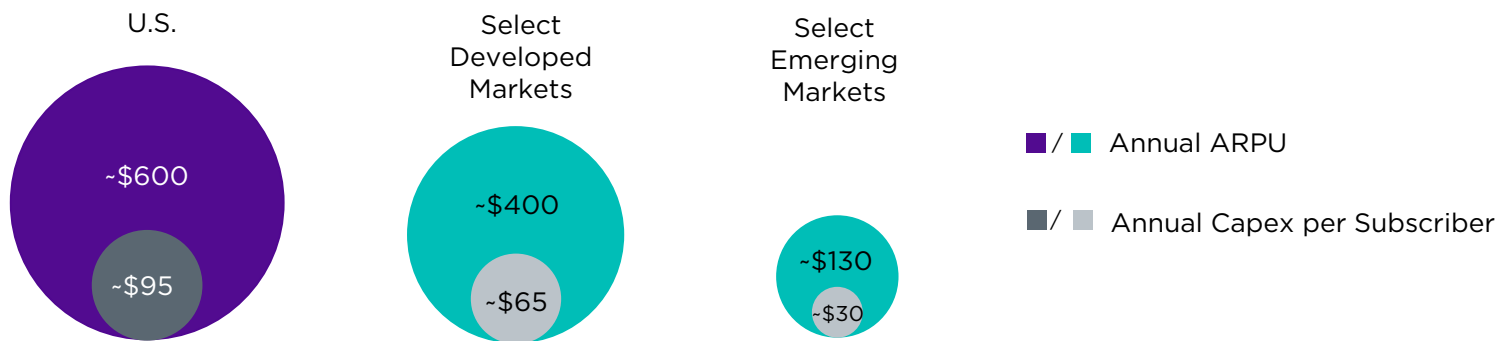 U.S.
~$600
~$95
Select
Developed
Markets
~$400
~$65
Select
Emerging
Markets
~$130
~$30
/ Annual ARPU
/ Annual Capex per Subscriber